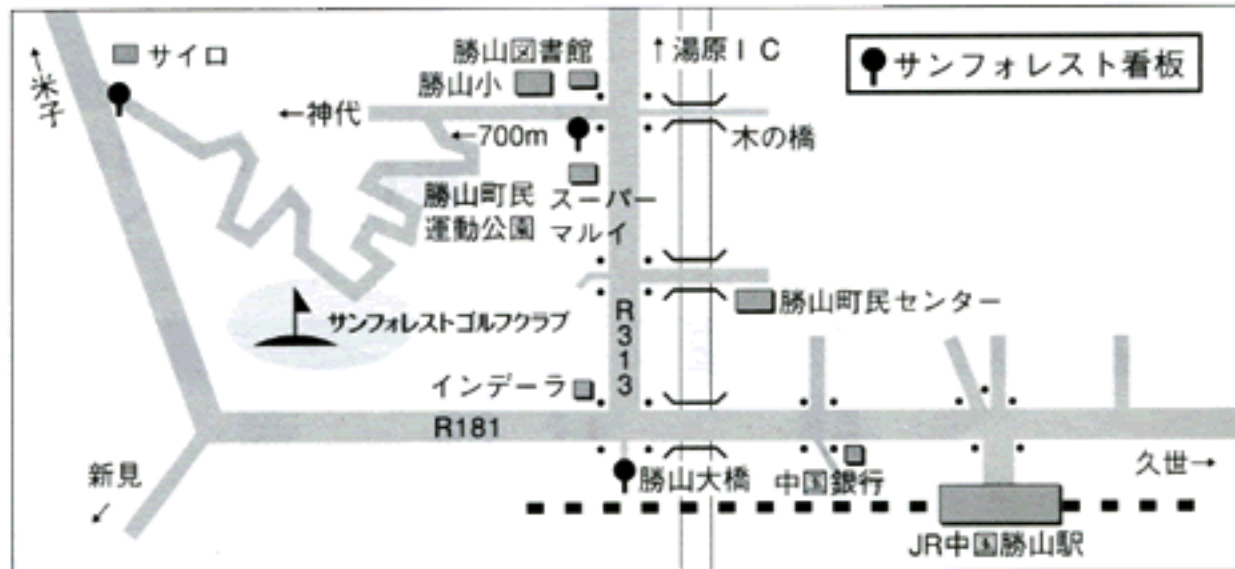 サイロ
勝山図書館
↑湯原IC
サンフォレスト看板
↑米子
勝山小
←神代
←700m
木の橋
勝山町民
運動公園
スーパー
マルイ
サンフォレストゴルフクラブ
R313
勝山町民センター
インデーラ
R181
新見
↙
勝山大橋
中国銀行
久世→
JR中国勝山駅